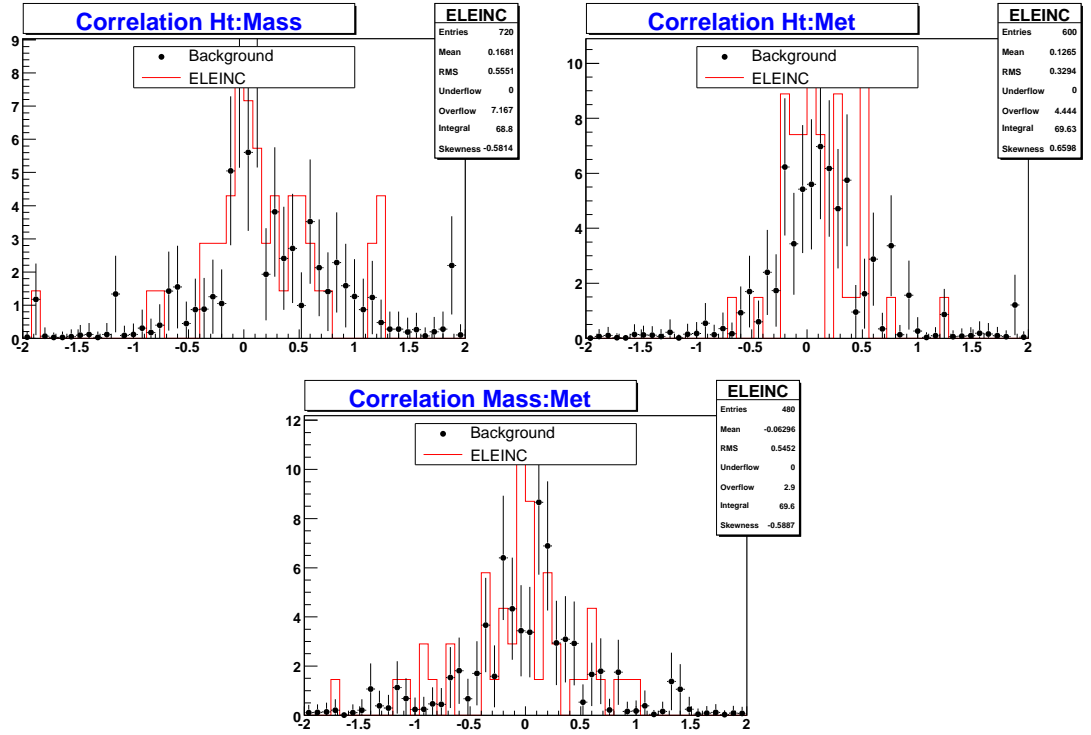 Correlation Ht:Mass
ELEINC
Entries 720
Mean 0.1681
RMS 0.5551
Underflow 0
Overflow 7.167
Integral 68.8
Skewness -0.5814
Background
ELEINC
9
8
7
6
5
4
3
2
1
0
-2 -1.5 -1 -0.5 0 0.5 1 1.5 2
Correlation Ht:Met
ELEINC
Entries 600
Mean 0.1265
RMS 0.3294
Underflow 0
Overflow 4.444
Integral 69.63
Skewness 0.6598
Background
ELEINC
10
8
6
4
2
0
-2 -1.5 -1 -0.5 0 0.5 1 1.5 2
Correlation Mass:Met
ELEINC
Entries 480
Mean -0.06296
RMS 0.5452
Underflow 0
Overflow 2.9
Integral 69.6
Skewness -0.5887
Background
ELEINC
12
10
8
6
4
2
0
-2 -1.5 -1 -0.5 0 0.5 1 1.5 2